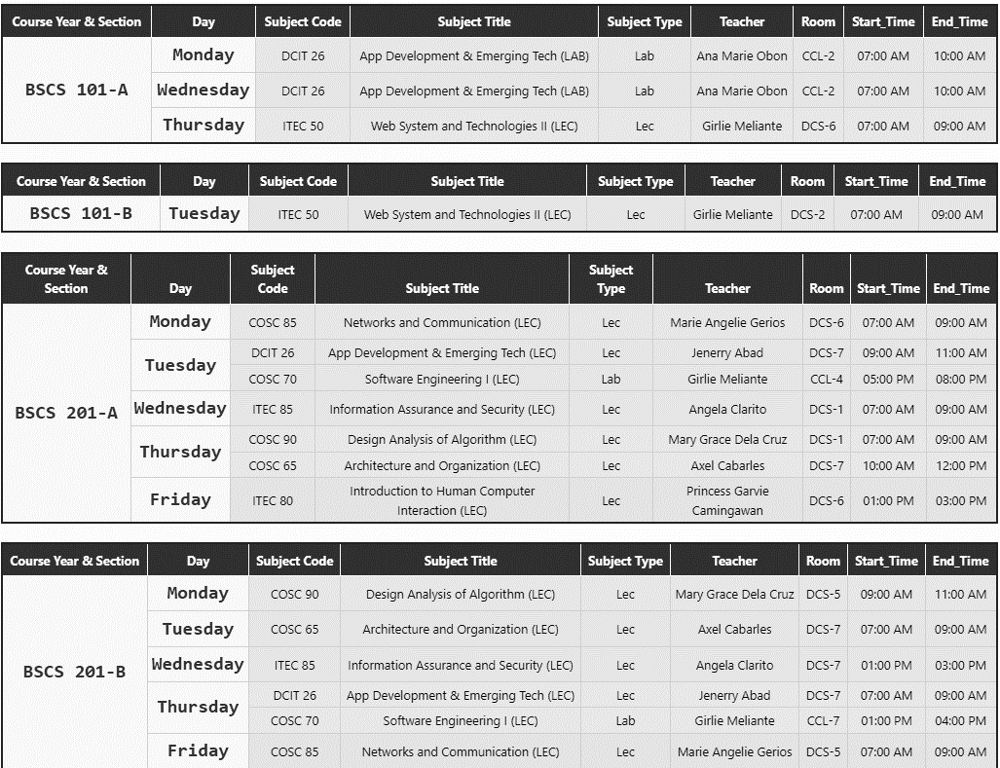 Course Year & Section Day Subject Code Subject Title Subject Type Teacher Room Start_Time End_Time
BSCS 101-A
Monday DCIT 26 App Development & Emerging Tech (LAB) Lab Ana Marie Obon CCL-2 07:00 AM 10:00 AM
Wednesday DCIT 26 App Development & Emerging Tech (LAB) Lab Ana Marie Obon CCL-2 07:00 AM 10:00 AM
Thursday ITEC 50 Web System and Technologies II (LEC) Lec Girlie Meliante DCS-6 07:00 AM 09:00 AM
Course Year & Section Day Subject Code Subject Title Subject Type Teacher Room Start_Time End_Time
BSCS 101-B Tuesday ITEC 50 Web System and Technologies II (LEC) Lec Girlie Meliante DCS-2 07:00 AM 09:00 AM
Course Year & Section Day Subject Code Subject Title Subject Type Teacher Room Start_Time End_Time
BSCS 201-A
Monday COSC 85 Networks and Communication (LEC) Lec Marie Angelie Gerios DCS-6 07:00 AM 09:00 AM
Tuesday DCIT 26 App Development & Emerging Tech (LEC) Lec Jenerry Abad DCS-7 09:00 AM 11:00 AM
COSC 70 Software Engineering I (LEC) Lab Girlie Meliante CCL-4 05:00 PM 08:00 PM
Wednesday ITEC 85 Information Assurance and Security (LEC) Lec Angela Clarito DCS-1 07:00 AM 09:00 AM
Thursday COSC 90 Design Analysis of Algorithm (LEC) Lec Mary Grace Dela Cruz DCS-1 07:00 AM 09:00 AM
COSC 65 Architecture and Organization (LEC) Lec Axel Cabarles DCS-7 10:00 AM 12:00 PM
Friday ITEC 80 Introduction to Human Computer Interaction (LEC) Lec Princess Garvie Camingawan DCS-6 01:00 PM 03:00 PM
Course Year & Section Day Subject Code Subject Title Subject Type Teacher Room Start_Time End_Time
BSCS 201-B
Monday COSC 90 Design Analysis of Algorithm (LEC) Lec Mary Grace Dela Cruz DCS-5 09:00 AM 11:00 AM
Tuesday COSC 65 Architecture and Organization (LEC) Lec Axel Cabarles DCS-7 07:00 AM 09:00 AM
Wednesday ITEC 85 Information Assurance and Security (LEC) Lec Angela Clarito DCS-7 01:00 PM 03:00 PM
Thursday DCIT 26 App Development & Emerging Tech (LEC) Lec Jenerry Abad DCS-7 07:00 AM 09:00 AM
COSC 70 Software Engineering I (LEC) Lab Girlie Meliante CCL-7 01:00 PM 04:00 PM
Friday COSC 85 Networks and Communication (LEC) Lec Marie Angelie Gerios DCS-5 07:00 AM 09:00 AM